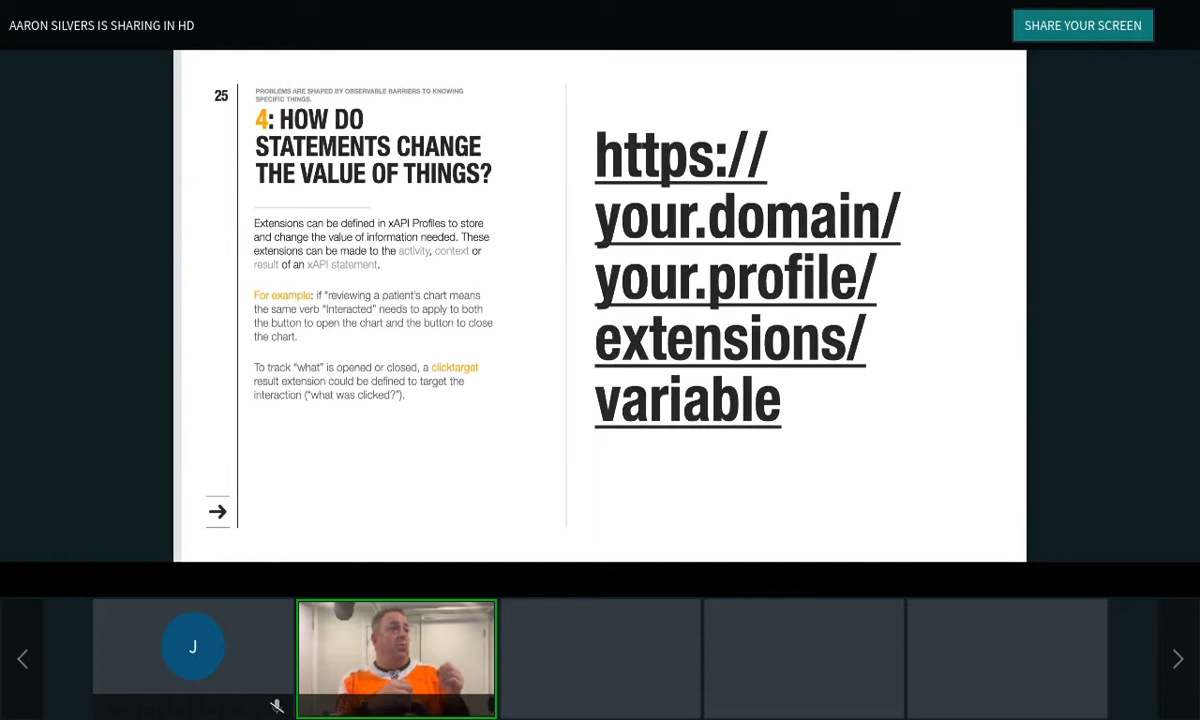 AARON SILVERS IS SHARING IN HD
SHARE YOUR SCREEN
25
PROBLEMS ARE SHAPED BY OBSERVABLE BARRIERS TO KNOWING
SPECIFIC THINGS.
4: HOW DO
STATEMENTS CHANGE
THE VALUE OF THINGS?
Extensions can be defined in xAPI Profiles to store
and change the value of information needed. These
extensions can be made to the activity, context or
result of an xAPI statement.
For example: if "reviewing a patient's chart means
the same verb "Interacted" needs to apply to both
the button to open the chart and the button to close
the chart.
To track "what" is opened or closed, a clicktarget
result extension could be defined to target the
interaction ("what was clicked?").
https://
your.domain/
your.profile/
extensions/
variable
J